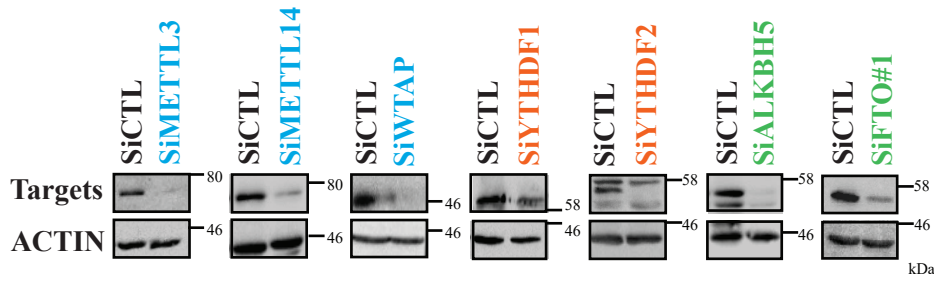 SiCTL SiMETTL3 SiCTL SiMETTL14 SiCTL SiWTAP SiCTL SiYTHDF1 SiCTL SiYTHDF2 SiCTL SiALKBH5 SiCTL SiFTO#1
Targets 80 80 46 58 58 58 58
ACTIN 46 46 46 46 46 46 46
kDa